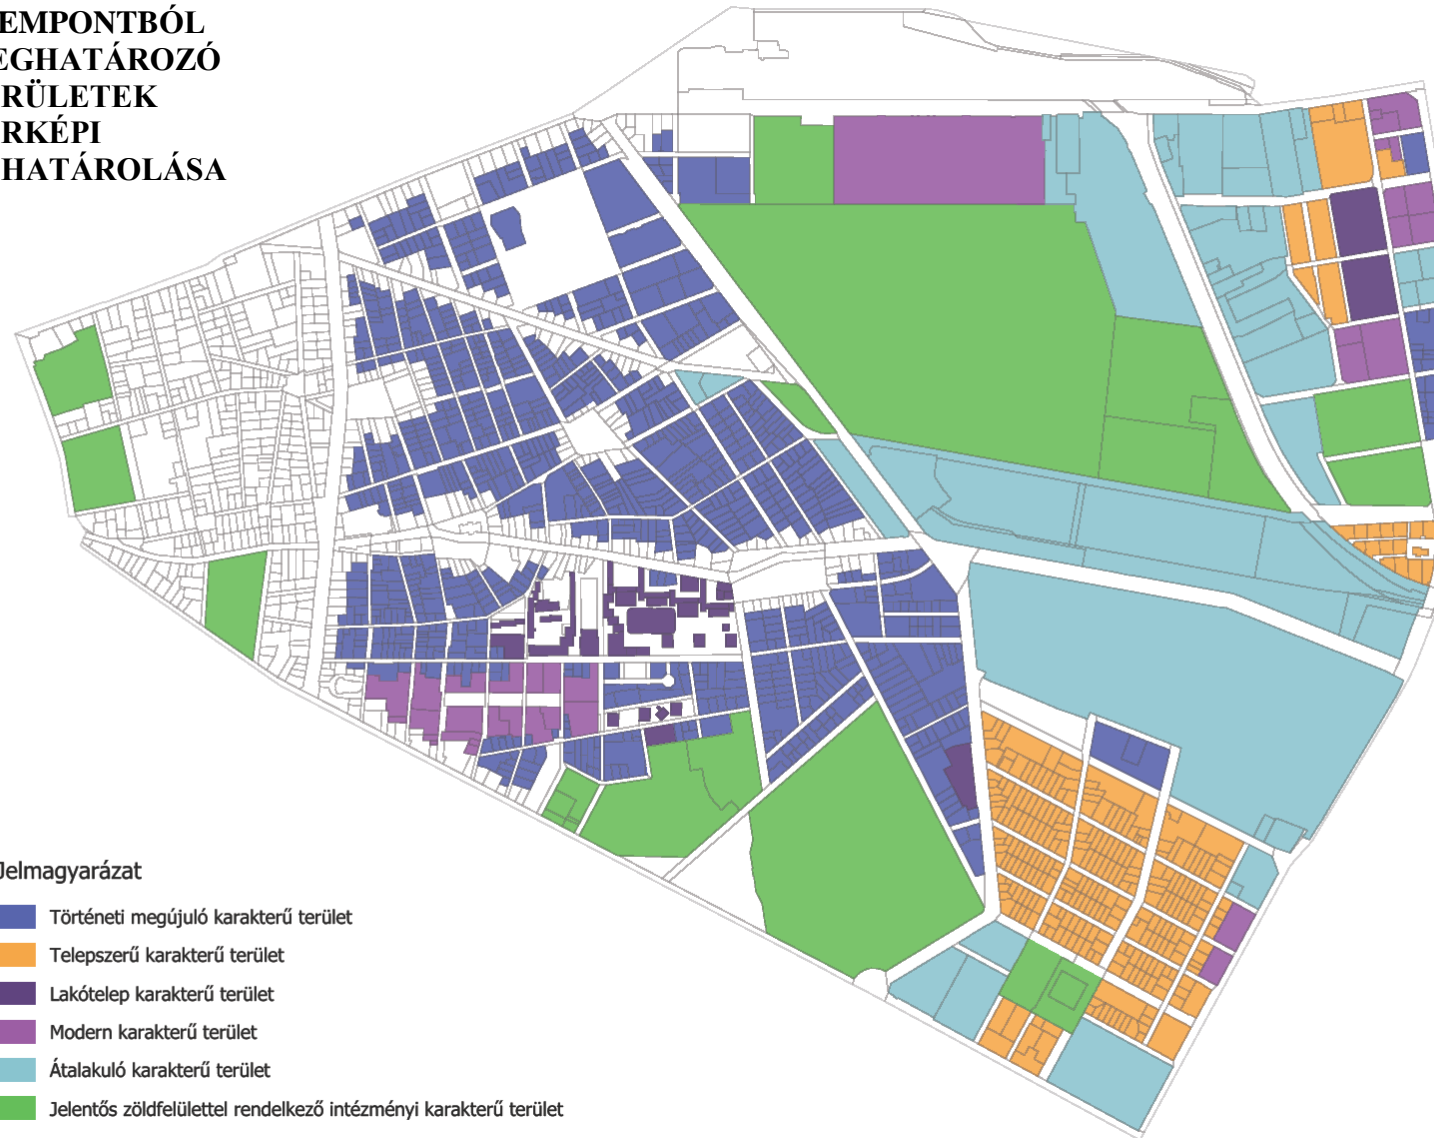 EMPONTBÓL
EGHATÁROZÓ
RÜLETEK
RKÉPI
HATÁROLÁSA
Jelmagyarázat
Történeti megújuló karakterű terület
Telepszerű karakterű terület
Lakótelep karakterű terület
Modern karakterű terület
Átalakuló karakterű terület
Jelentős zöldfelülettel rendelkező intézményi karakterű terület